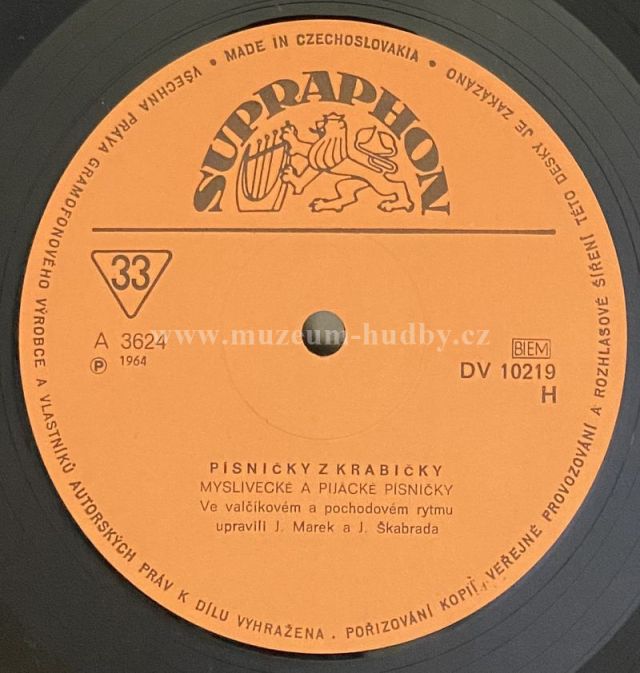 VŠECHNA PRÁVA GRAMOFONOVÉHO VÝROBCE A VLASTNÍKŮ AUTORSKÝCH PRÁV K DÍLU VYHRAŽENA . POŘIZOVÁNÍ KOPIÍ, VEŘEJNÉ PROVOZOVÁNÍ A ROZHLASOVÉ ŠÍŘENÍ TÉTO DESKY JE ZAKÁZÁNO
• MADE IN CZECHOSLOVAKIA •
SUPRAPHON
33
A 3624
℗ 1964
www.muzeum-hudby.cz
BIEM
DV 10219
H
PÍSNIČKY Z KRABIČKY
MYSLIVECKÉ A PIJÁCKÉ PÍSNIČKY
Ve valčíkovém a pochodovém rytmu
upravili J. Marek a J. Škabrada